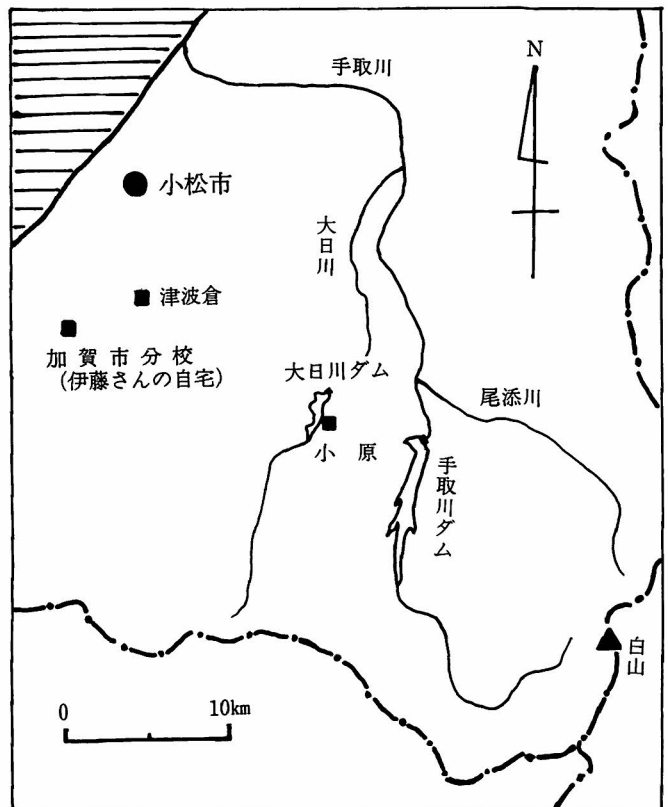 手取川
N
小松市
大日川
津波倉
加賀市分校
(伊藤さんの自宅)
大日川ダム
尾添川
小原
手取川ダム
白山
0 10km